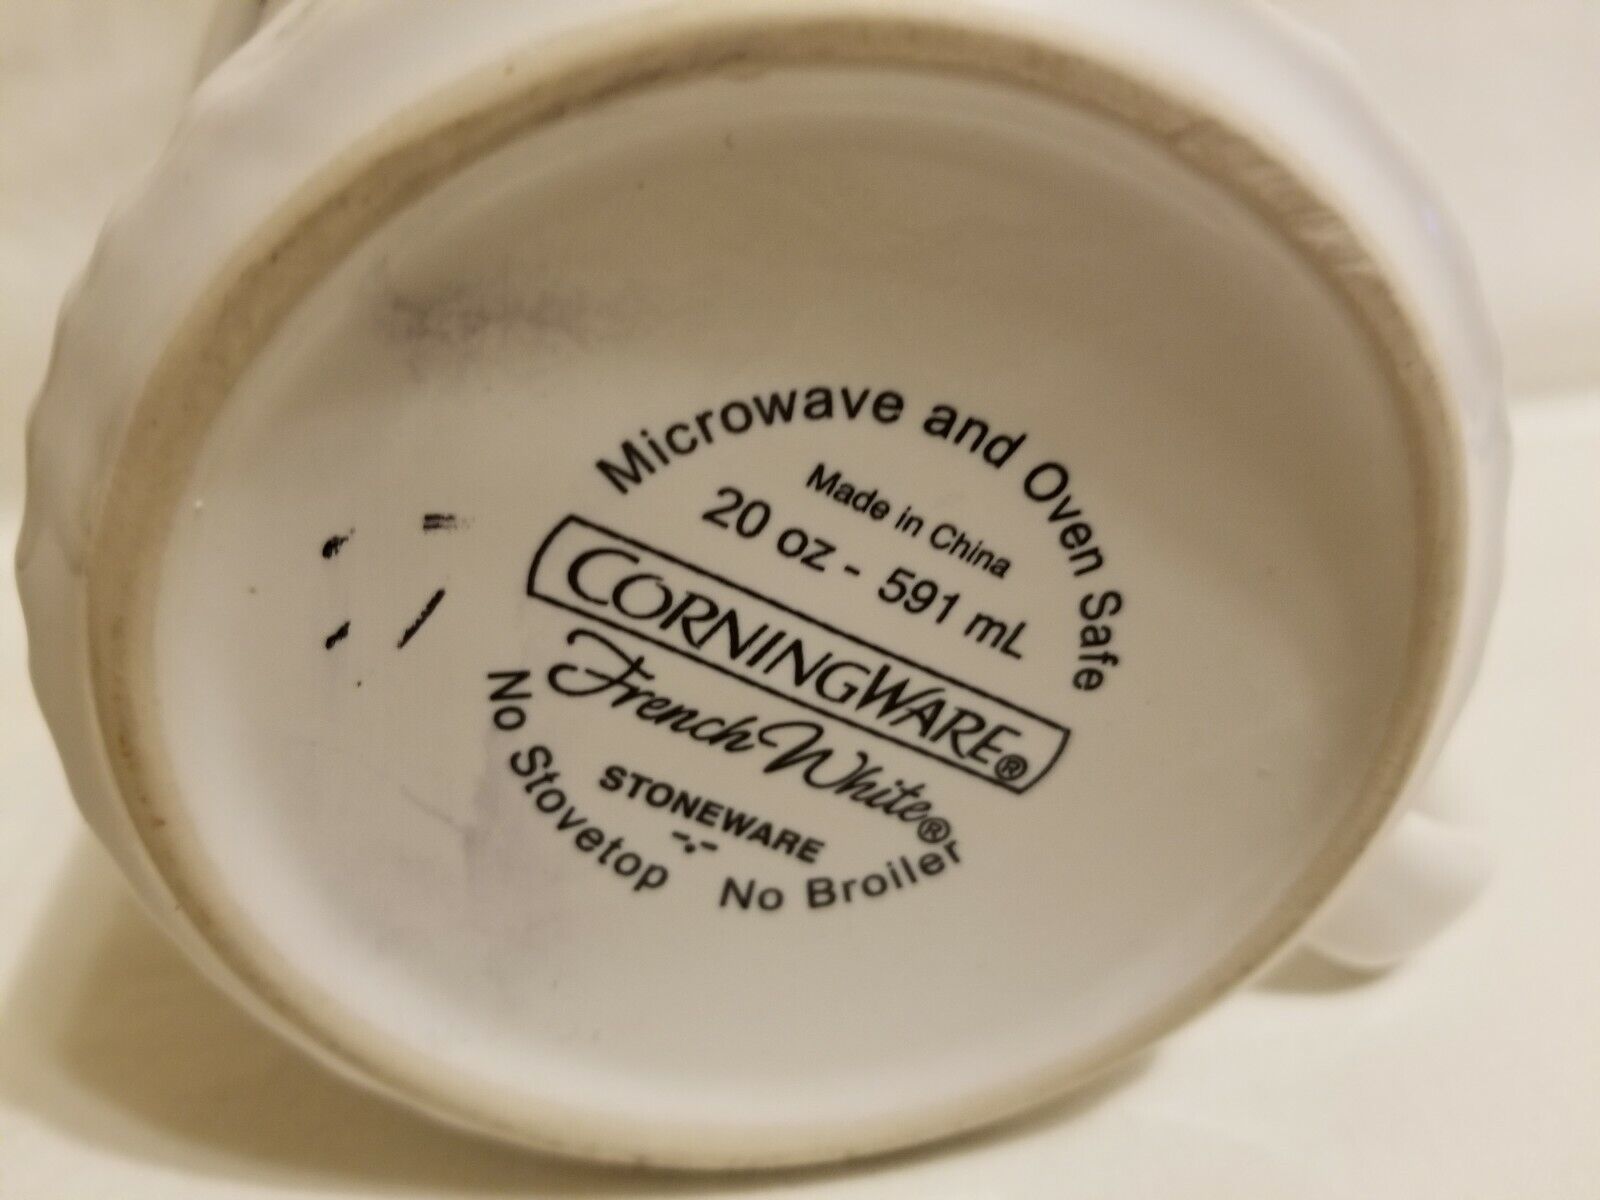 Microwave and Oven Safe
Made in China
20 oz - 591 mL
CORNINGWARE®
French White®
STONEWARE
No Stovetop No Broiler